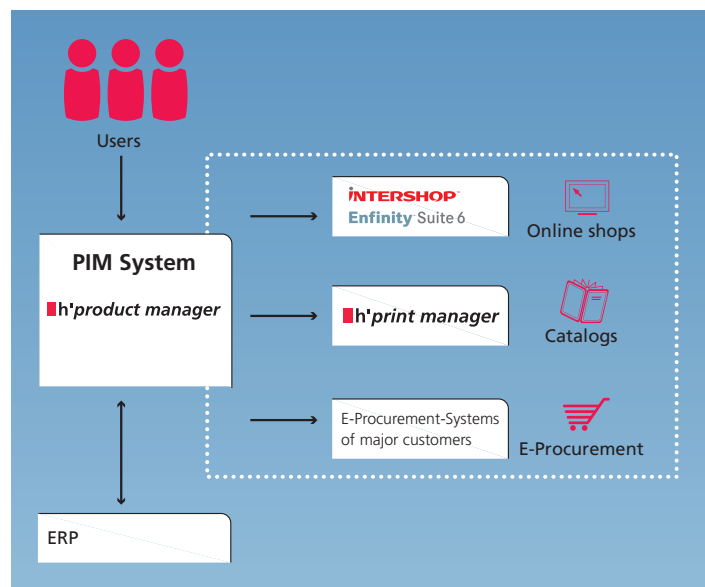 Users
PIM System
h'product manager
ERP
INTERSHOP®
Enfinity Suite 6
Online shops
h'print manager
Catalogs
E-Procurement-Systems
of major customers
E-Procurement